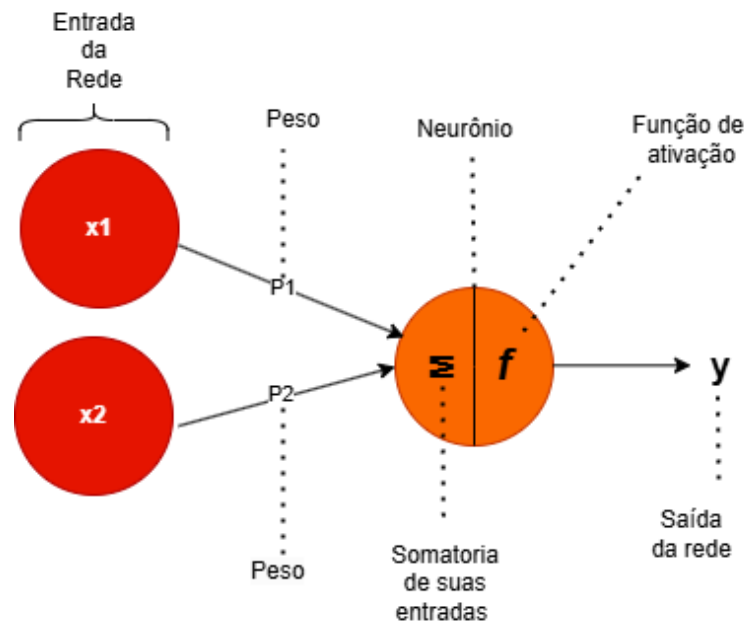 Entrada
da
Rede
Peso
Neurônio
Função de
ativação
x1
P1
f
y
x2
P2
Peso
Somatoria
de suas
entradas
Saída
da rede